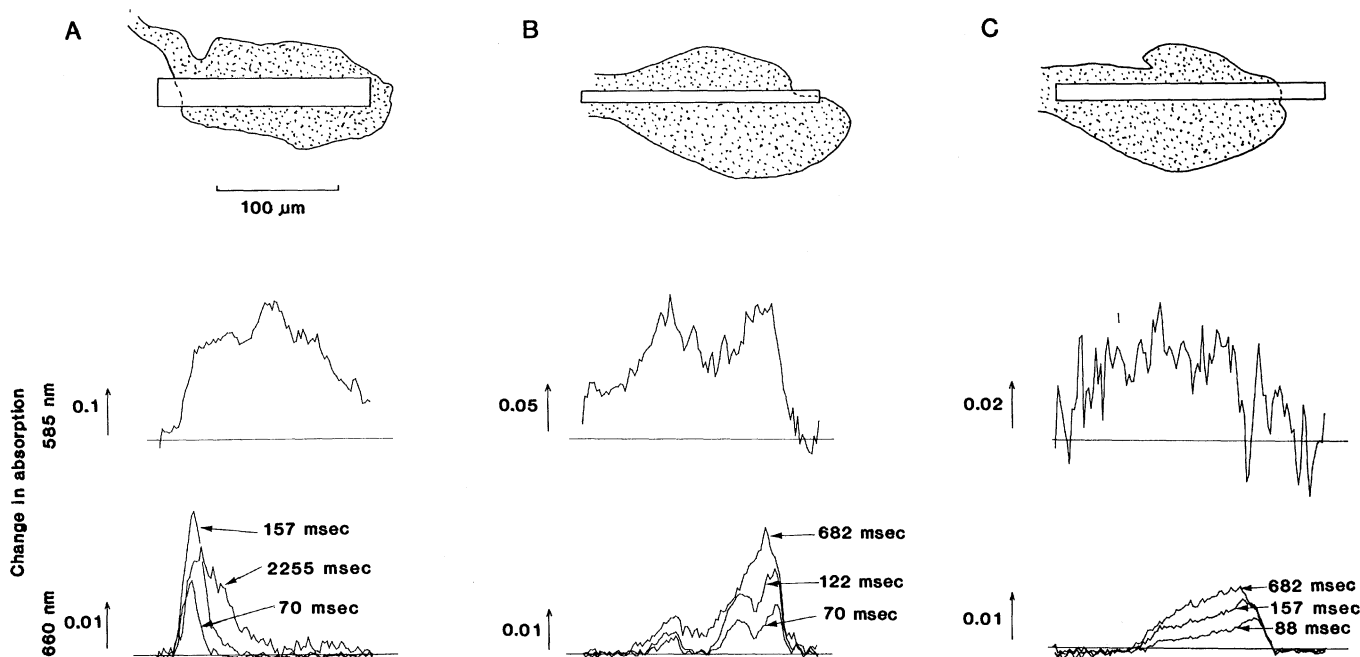 A
B
C
100 µm
Change in absorption
585 nm
0.1
0.05
0.02
660 nm
0.01
157 msec
2255 msec
70 msec
0.01
682 msec
122 msec
70 msec
0.01
682 msec
157 msec
88 msec